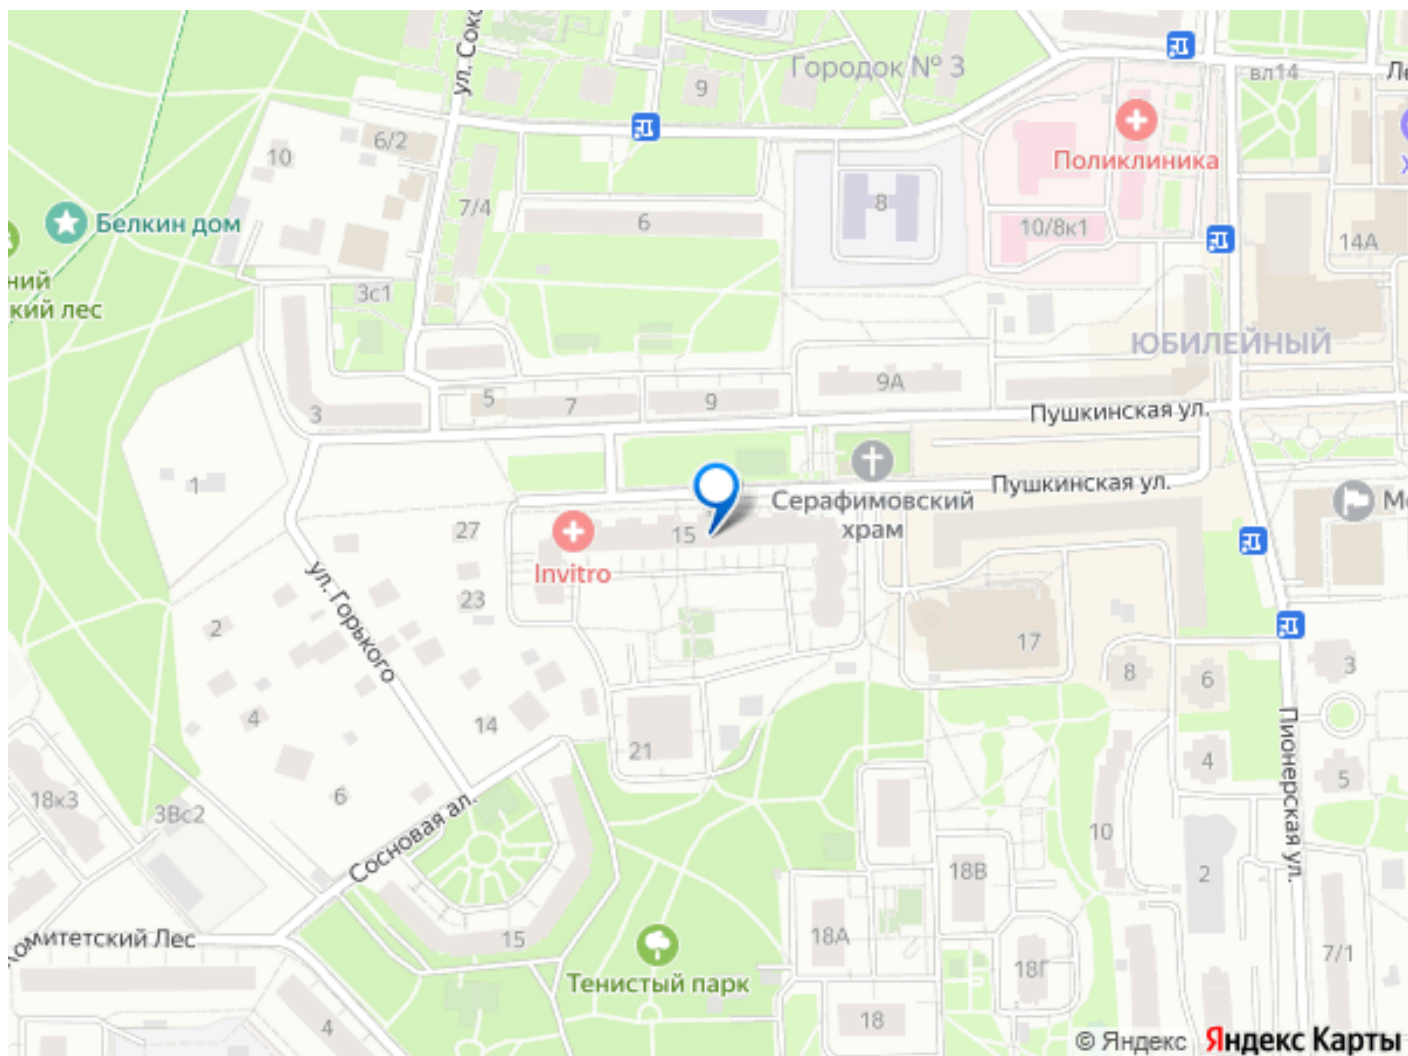 ул. Соко
Городок № 3
9
вл14
Ле
6/2
10
Поликлиника
Х
7/4
6
8
10/8к1
14А
Белкин дом
ний
кий лес
3с1
ЮБИЛЕЙНЫЙ
9А
5
7
9
3
Пушкинская ул.
1
Пушкинская ул.
Серафимовский
храм
Ме
27
15
Invitro
23
ул. Горького
2
17
8
6
3
4
14
21
4
5
Пионерская ул.
18к3
6
3Вс2
Сосновая ал.
10
18В
2
омитетский Лес
15
18А
18Г
7/1
Тенистый парк
4
18
© Яндекс Яндекс Карты